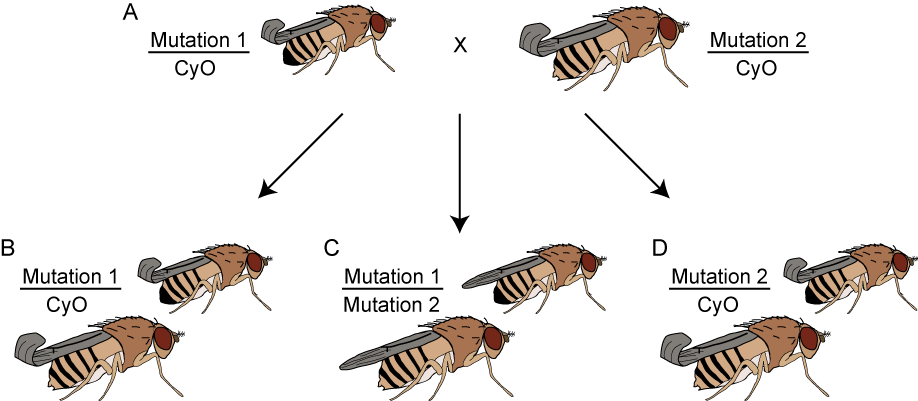 A
Mutation 1
CyO
X
Mutation 2
CyO
B
Mutation 1
CyO
C
Mutation 1
Mutation 2
D
Mutation 2
CyO